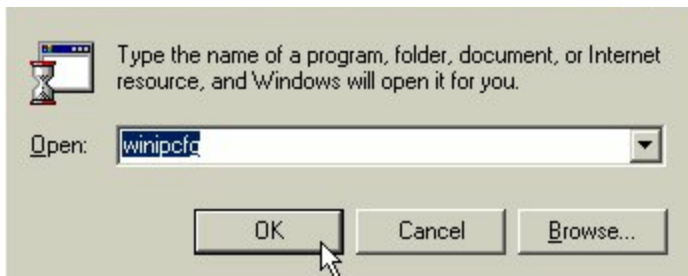 Type the name of a program, folder, document, or Internet
resource, and Windows will open it for you.
Open: winipcfg
OK Cancel Browse...